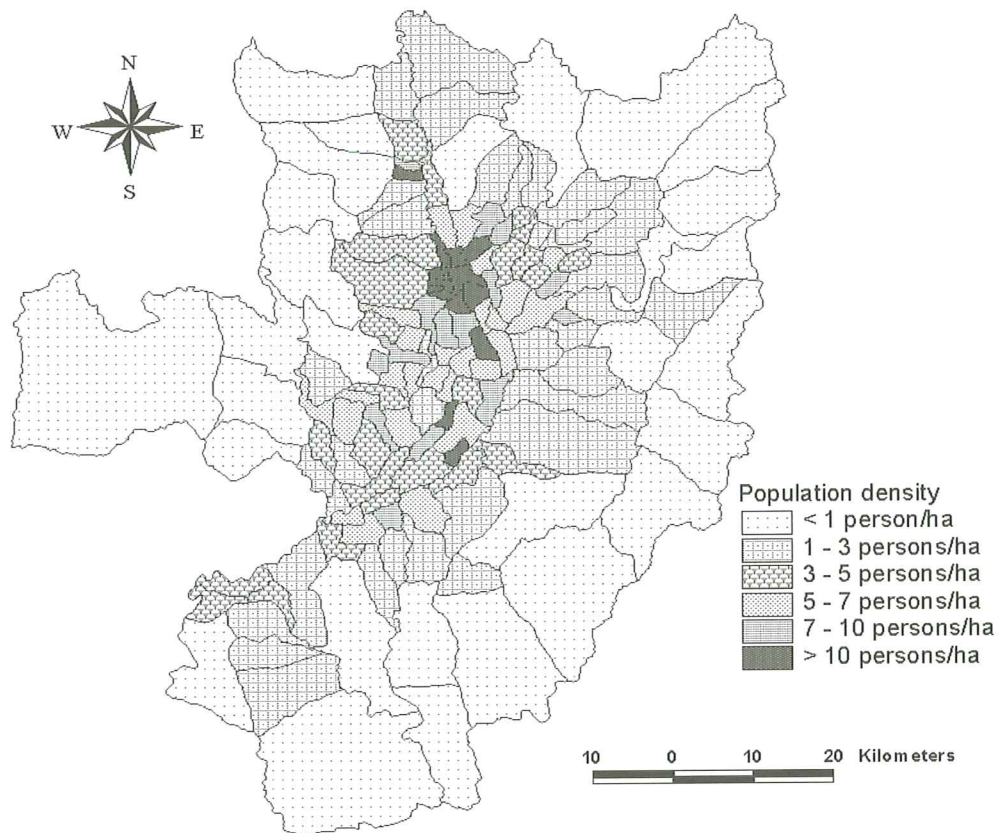 N
W E
S
Population density
< 1 person/ha
1 - 3 persons/ha
3 - 5 persons/ha
5 - 7 persons/ha
7 - 10 persons/ha
> 10 persons/ha
10 0 10 20 Kilometers